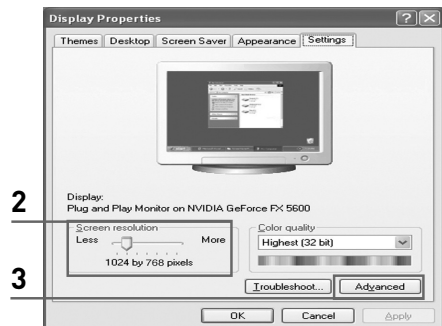 Display Properties
Themes Desktop Screen Saver Appearance Settings
Display:
Plug and Play Monitor on NVIDIA GeForce FX 5600
2
Screen resolution
Less More
1024 by 768 pixels
Color quality
Highest (32 bit)
3
Troubleshoot... Advanced
OK Cancel Apply